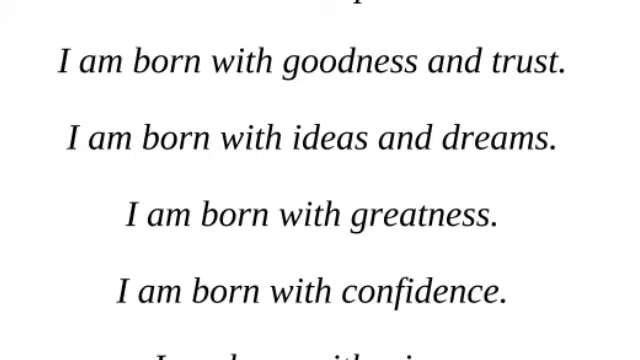 I am born with goodness and trust.
I am born with ideas and dreams.
I am born with greatness.
I am born with confidence.